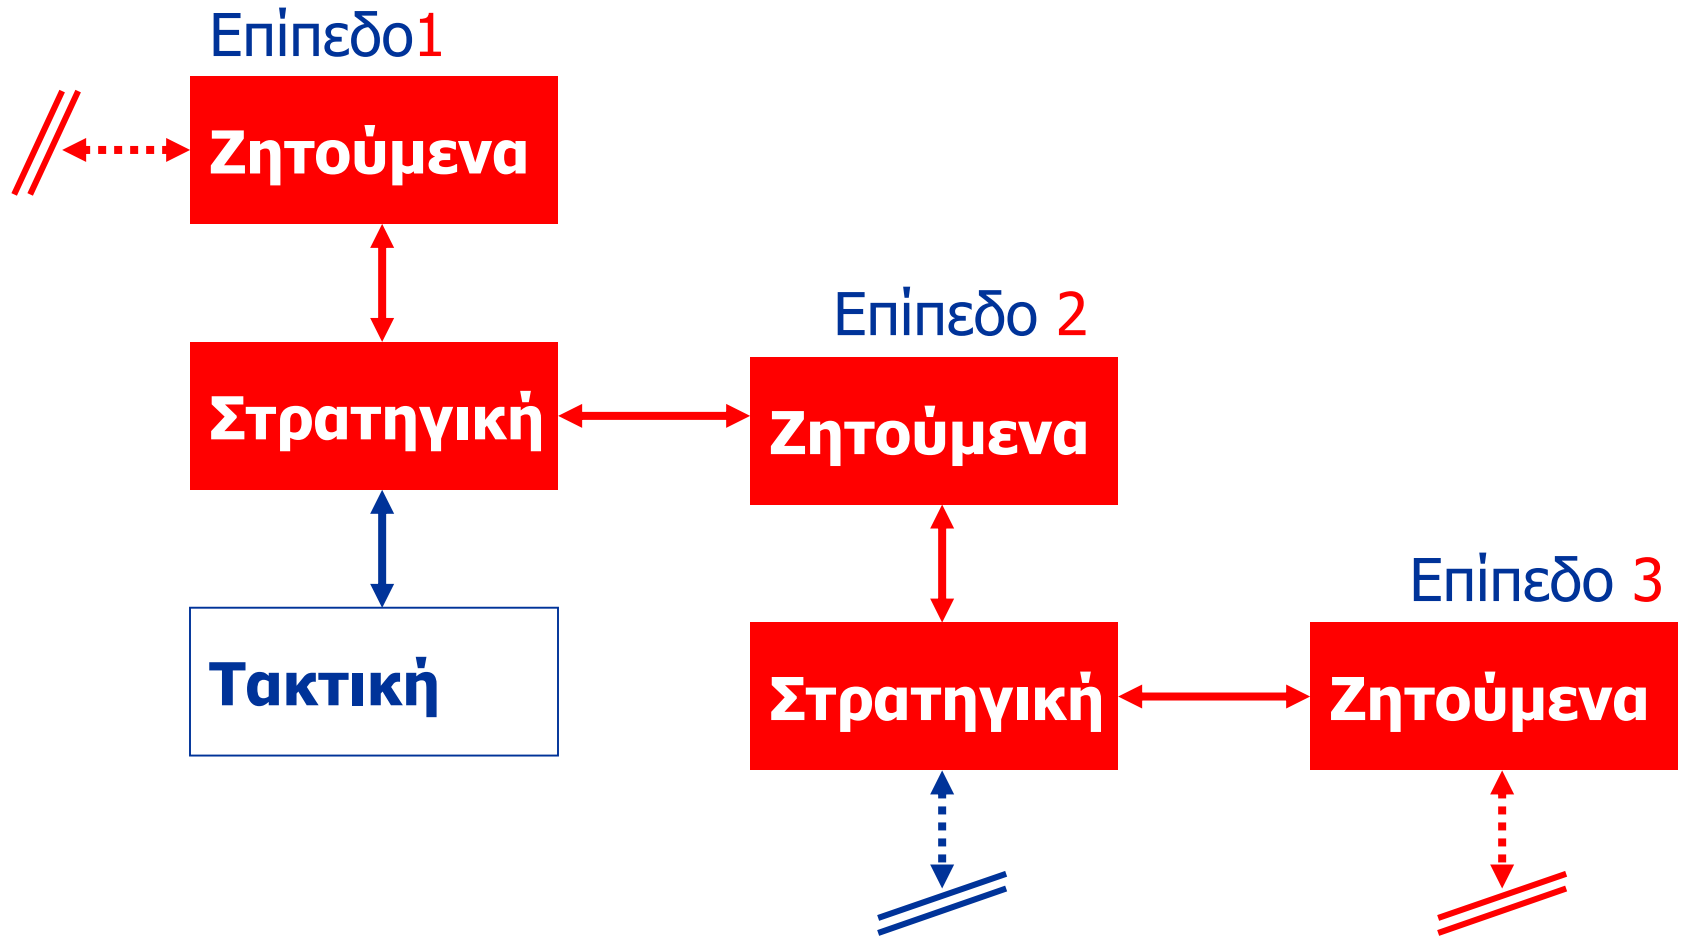 Επίπεδο1
Ζητούμενα
Στρατηγική
Τακτική
Επίπεδο 2
Ζητούμενα
Στρατηγική
Επίπεδο 3
Ζητούμενα